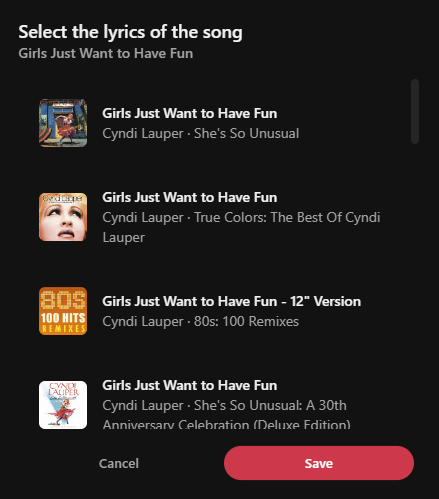 Select the lyrics of the song
Girls Just Want to Have Fun
Girls Just Want to Have Fun
Cyndi Lauper · She's So Unusual
Cyndi Lauper
Girls Just Want to Have Fun
Cyndi Lauper · True Colors: The Best Of Cyndi
Lauper
80s
100 HITS
REMIXES
Girls Just Want to Have Fun - 12" Version
Cyndi Lauper · 80s: 100 Remixes
CYNDI
LAUPER
Girls Just Want to Have Fun
Cyndi Lauper · She's So Unusual: A 30th
Anniversary Celebration (Deluxe Edition)
Cancel
Save